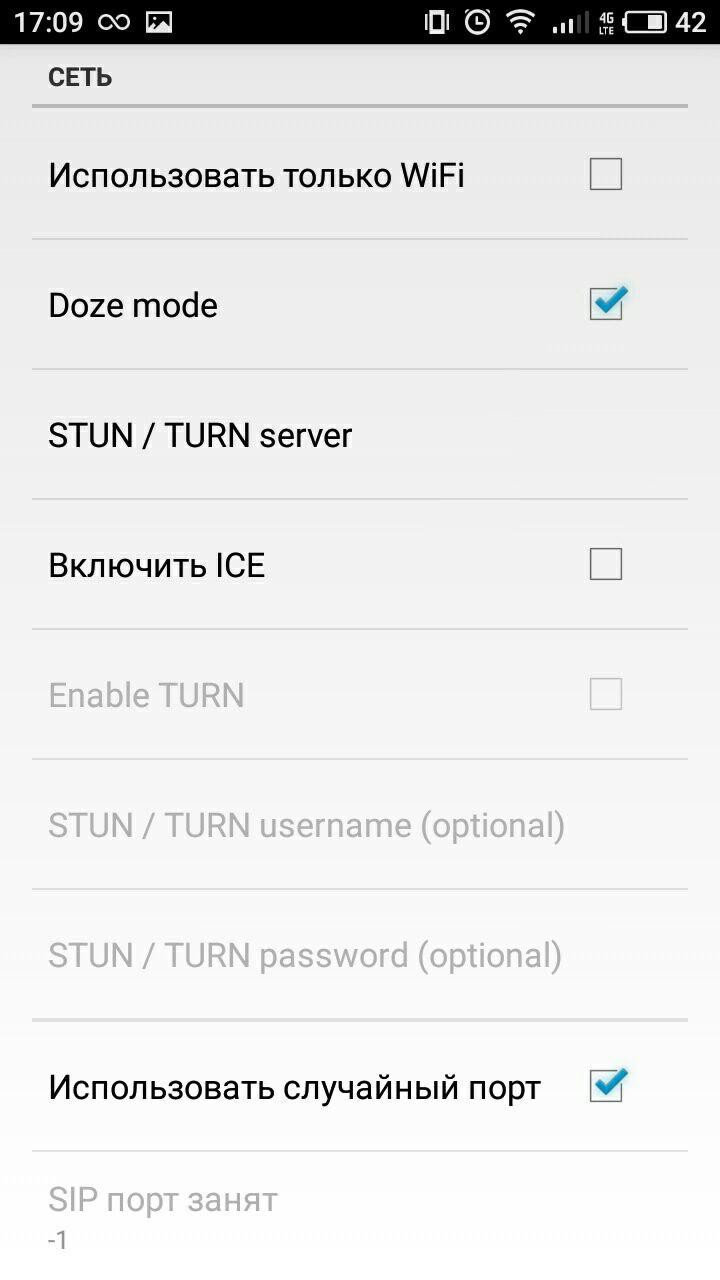 17:09 42
4G
LTE
СЕТЬ
Использовать только WiFi
Doze mode
STUN / TURN server
Включить ICE
Enable TURN
STUN / TURN username (optional)
STUN / TURN password (optional)
Использовать случайный порт
SIP порт занят
-1